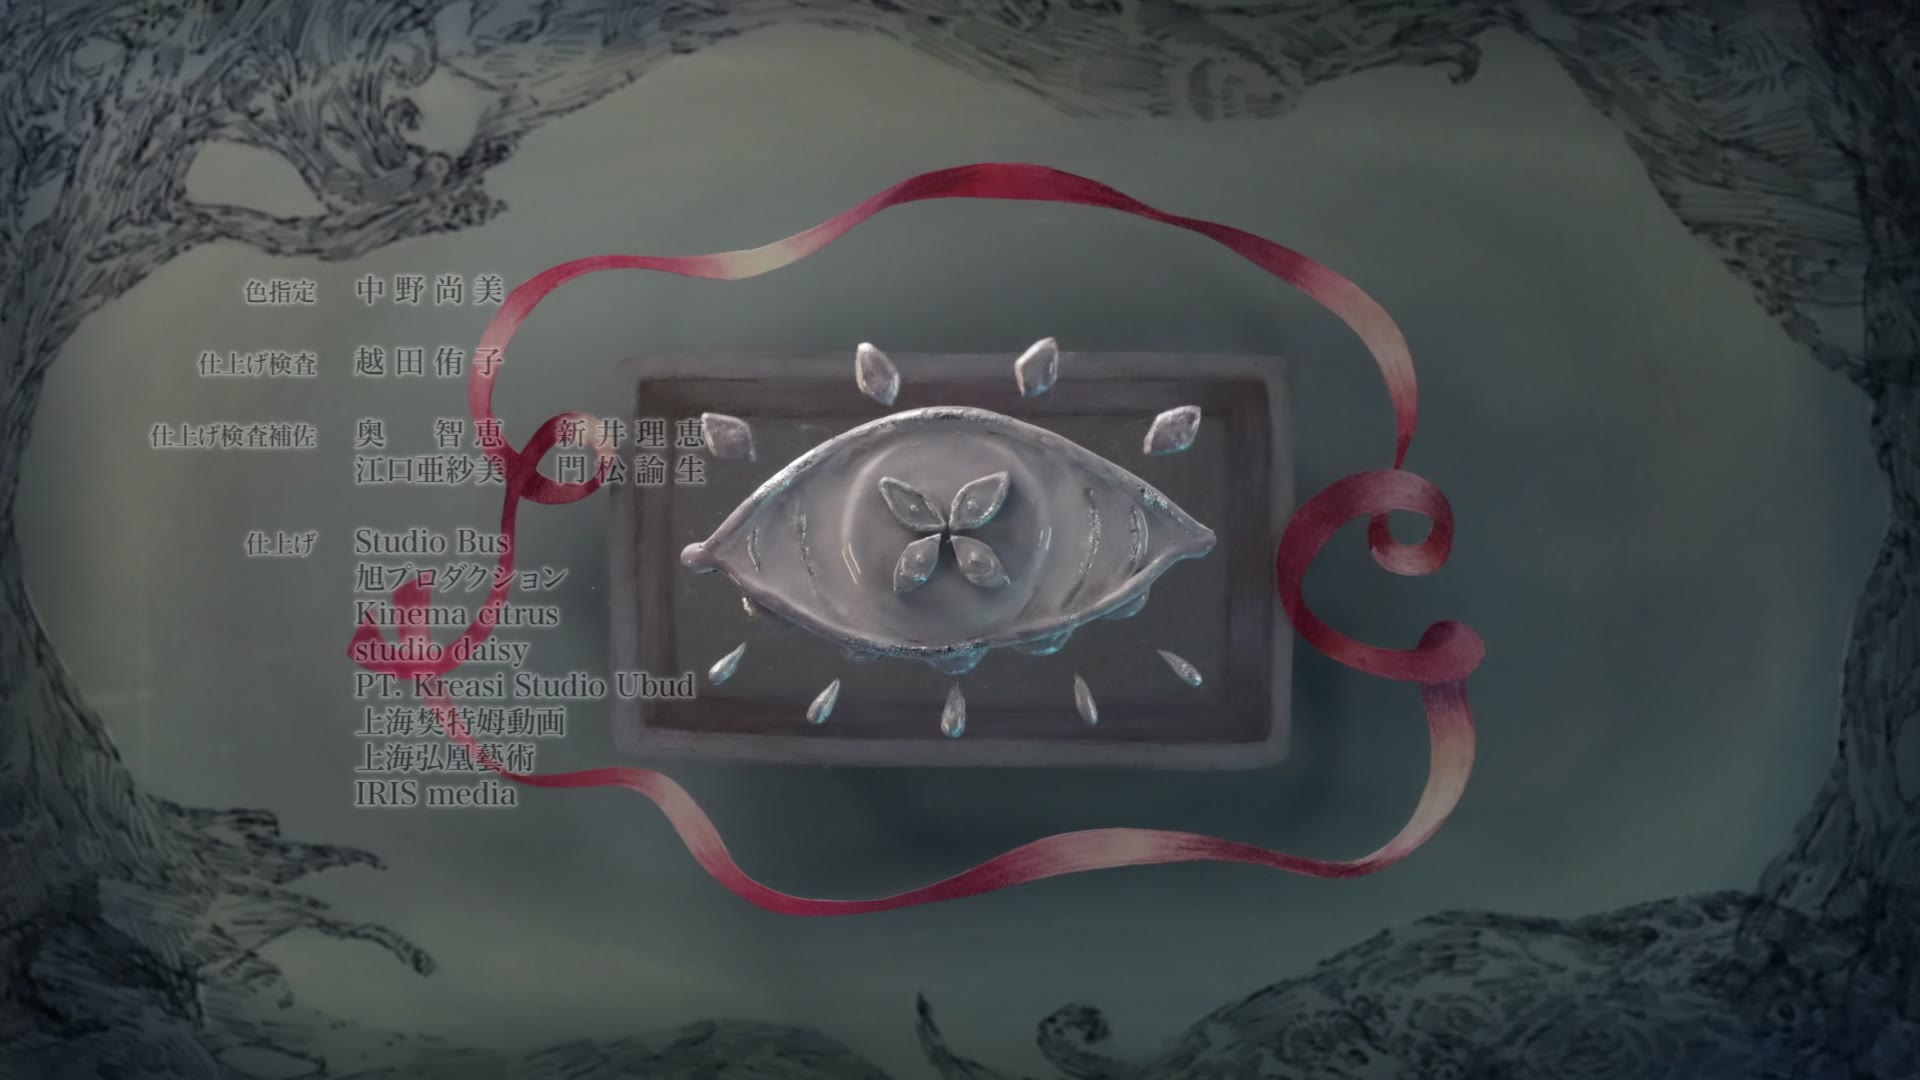 色指定 中野尚美
仕上げ検査 越田侑子
仕上げ検査補佐 奥 智恵 新井理恵
江口亜紗美 門松諭生
仕上げ Studio Bus
旭プロダクション
Kinema citrus
studio daisy
PT. Kreasi Studio Ubud
上海樊特姆動画
上海弘凰藝術
IRIS media